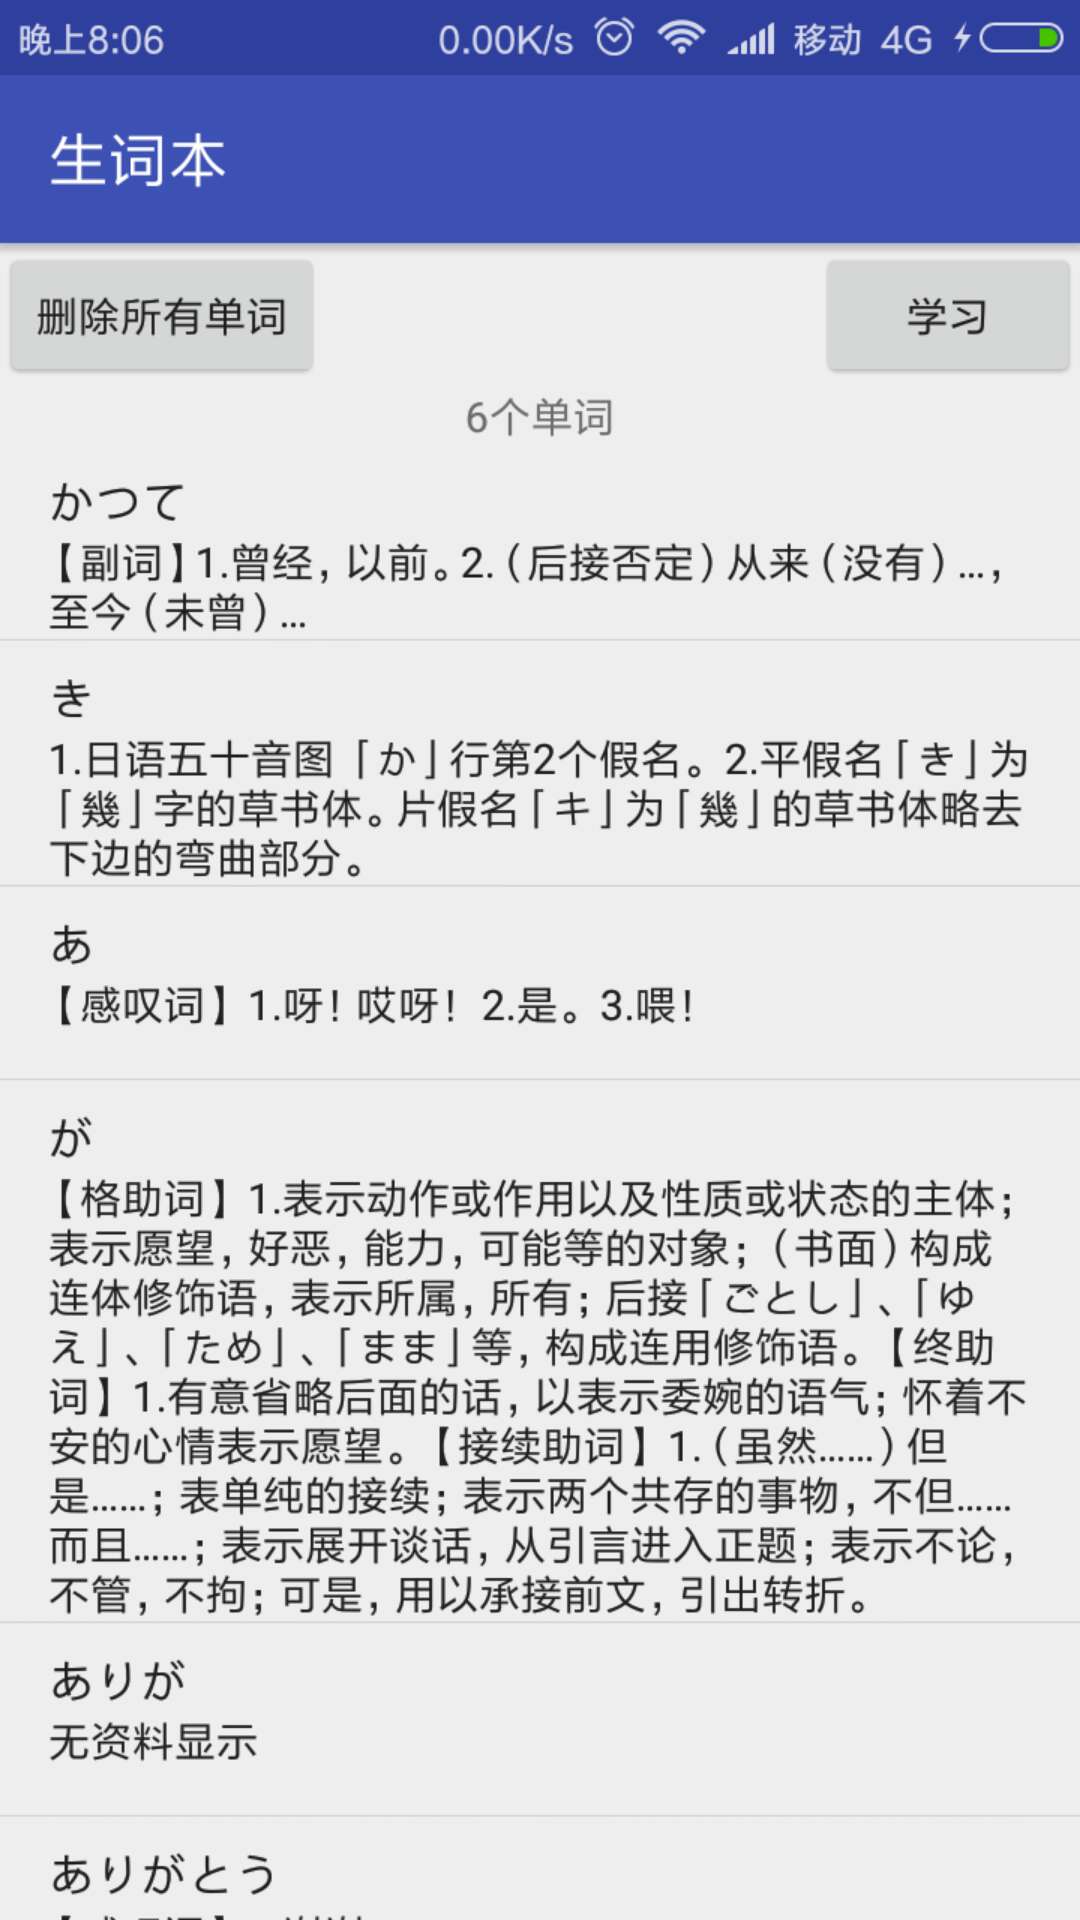 晚上8:06 0.00K/s 移动 4G
生词本
删除所有单词 学习
6个单词
かつて
【副词】1.曾经，以前。2.（后接否定）从来（没有）…，
至今（未曾）…
き
1.日语五十音图「か」行第2个假名。2.平假名「き」为
「幾」字的草书体。片假名「キ」为「幾」的草书体略去
下边的弯曲部分。
あ
【感叹词】1.呀！哎呀！2.是。3.喂！
が
【格助词】1.表示动作或作用以及性质或状态的主体；
表示愿望，好恶，能力，可能等的对象；（书面）构成
连体修饰语，表示所属，所有；后接「ごとし」、「ゆ
え」、「ため」、「まま」等，构成连用修饰语。【终助
词】1.有意省略后面的话，以表示委婉的语气；怀着不
安的心情表示愿望。【接续助词】1.（虽然……）但
是……；表单纯的接续；表示两个共存的事物，不但……
而且……；表示展开谈话，从引言进入正题；表示不论，
不管，不拘；可是，用以承接前文，引出转折。
ありが
无资料显示
ありがとう